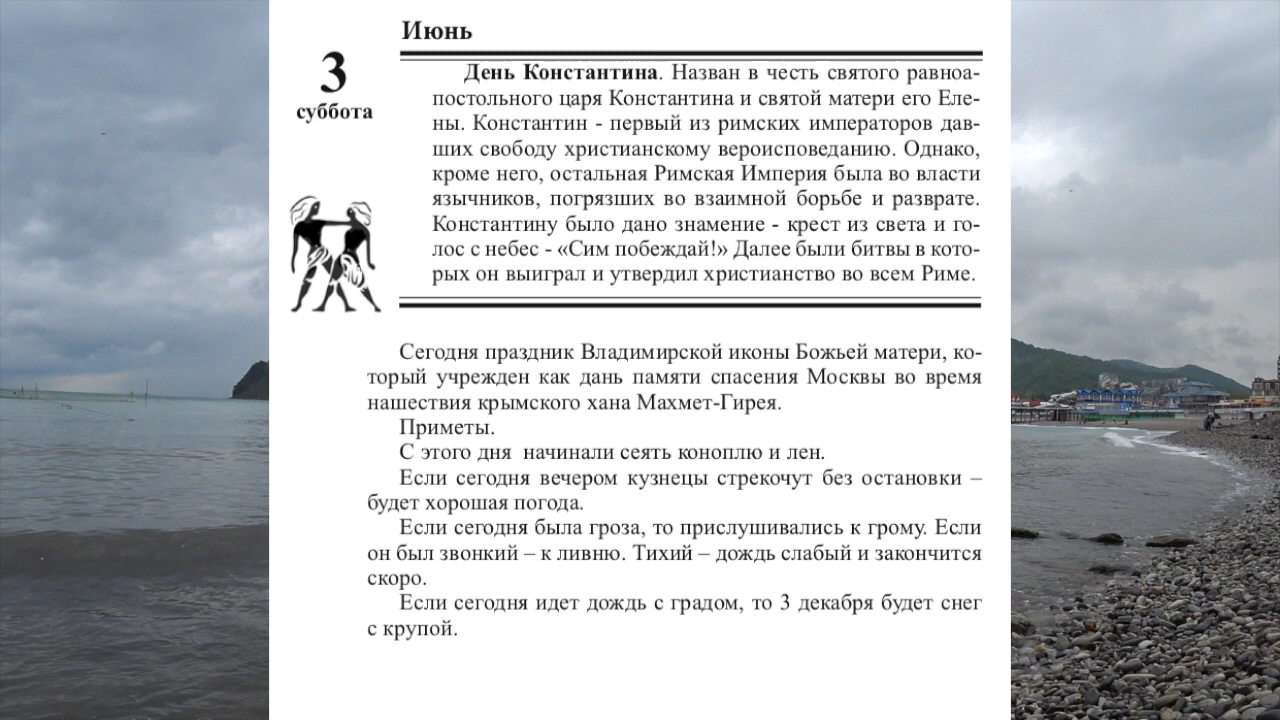 Июнь
3
суббота
День Константина. Назван в честь святого равноа-
постольного царя Константина и святой матери его Еле-
ны. Константин - первый из римских императоров дав-
ших свободу христианскому вероисповеданию. Однако,
кроме него, остальная Римская Империя была во власти
язычников, погрязших во взаимной борьбе и разврате.
Константину было дано знамение - крест из света и го-
лос с небес - «Сим побеждай!» Далее были битвы в кото-
рых он выиграл и утвердил христианство во всем Риме.
Сегодня праздник Владимирской иконы Божьей матери, ко-
торый учрежден как дань памяти спасения Москвы во время
нашествия крымского хана Махмет-Гирея.
Приметы.
С этого дня  начинали сеять коноплю и лен.
Если сегодня вечером кузнецы стрекочут без остановки –
будет хорошая погода.
Если сегодня была гроза, то прислушивались к грому. Если
он был звонкий – к ливню. Тихий – дождь слабый и закончится
скоро.
Если сегодня идет дождь с градом, то 3 декабря будет снег
с крупой.